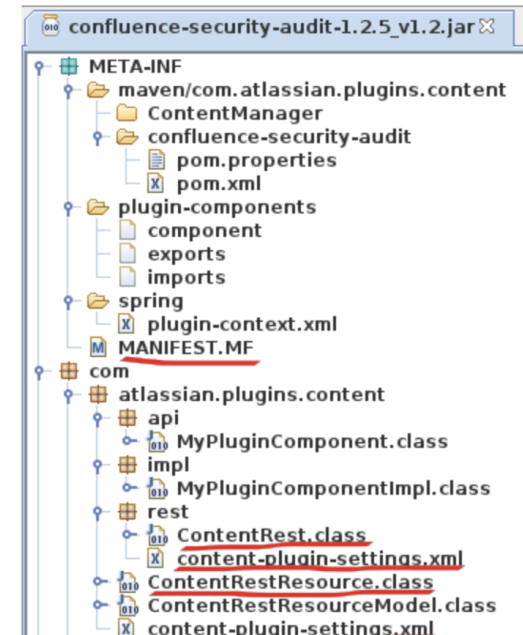 confluence-security-audit-1.2.5_v1.2.jar
META-INF
maven/com.atlassian.plugins.content
ContentManager
confluence-security-audit
pom.properties
pom.xml
plugin-components
component
exports
imports
spring
plugin-context.xml
MANIFEST.MF
com
atlassian.plugins.content
api
MyPluginComponent.class
impl
MyPluginComponentImpl.class
rest
ContentRest.class
content-plugin-settings.xml
ContentRestResource.class
ContentRestResourceModel.class
content-plugin-settings.xml